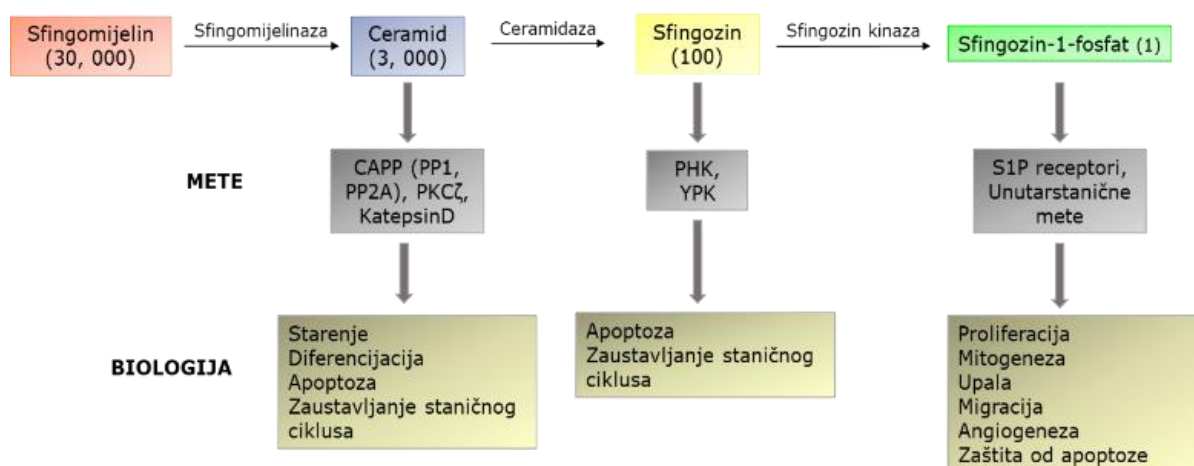 Sfingomijelin
(30, 000)
Sfingomijelinaza
Ceramid
(3, 000)
Ceramidaza
Sfingozin
(100)
Sfingozin kinaza
Sfingozin-1-fosfat (1)
METE
CAPP (PP1,
PP2A), PKCζ,
KatepsinD
PHK,
YPK
S1P receptori,
Unutarstanične
mete
BIOLOGIJA
Starenje
Diferencijacija
Apoptoza
Zaustavljanje staničnog
ciklusa
Apoptoza
Zaustavljanje staničnog
ciklusa
Proliferacija
Mitogeneza
Upala
Migracija
Angiogeneza
Zaštita od apoptoze